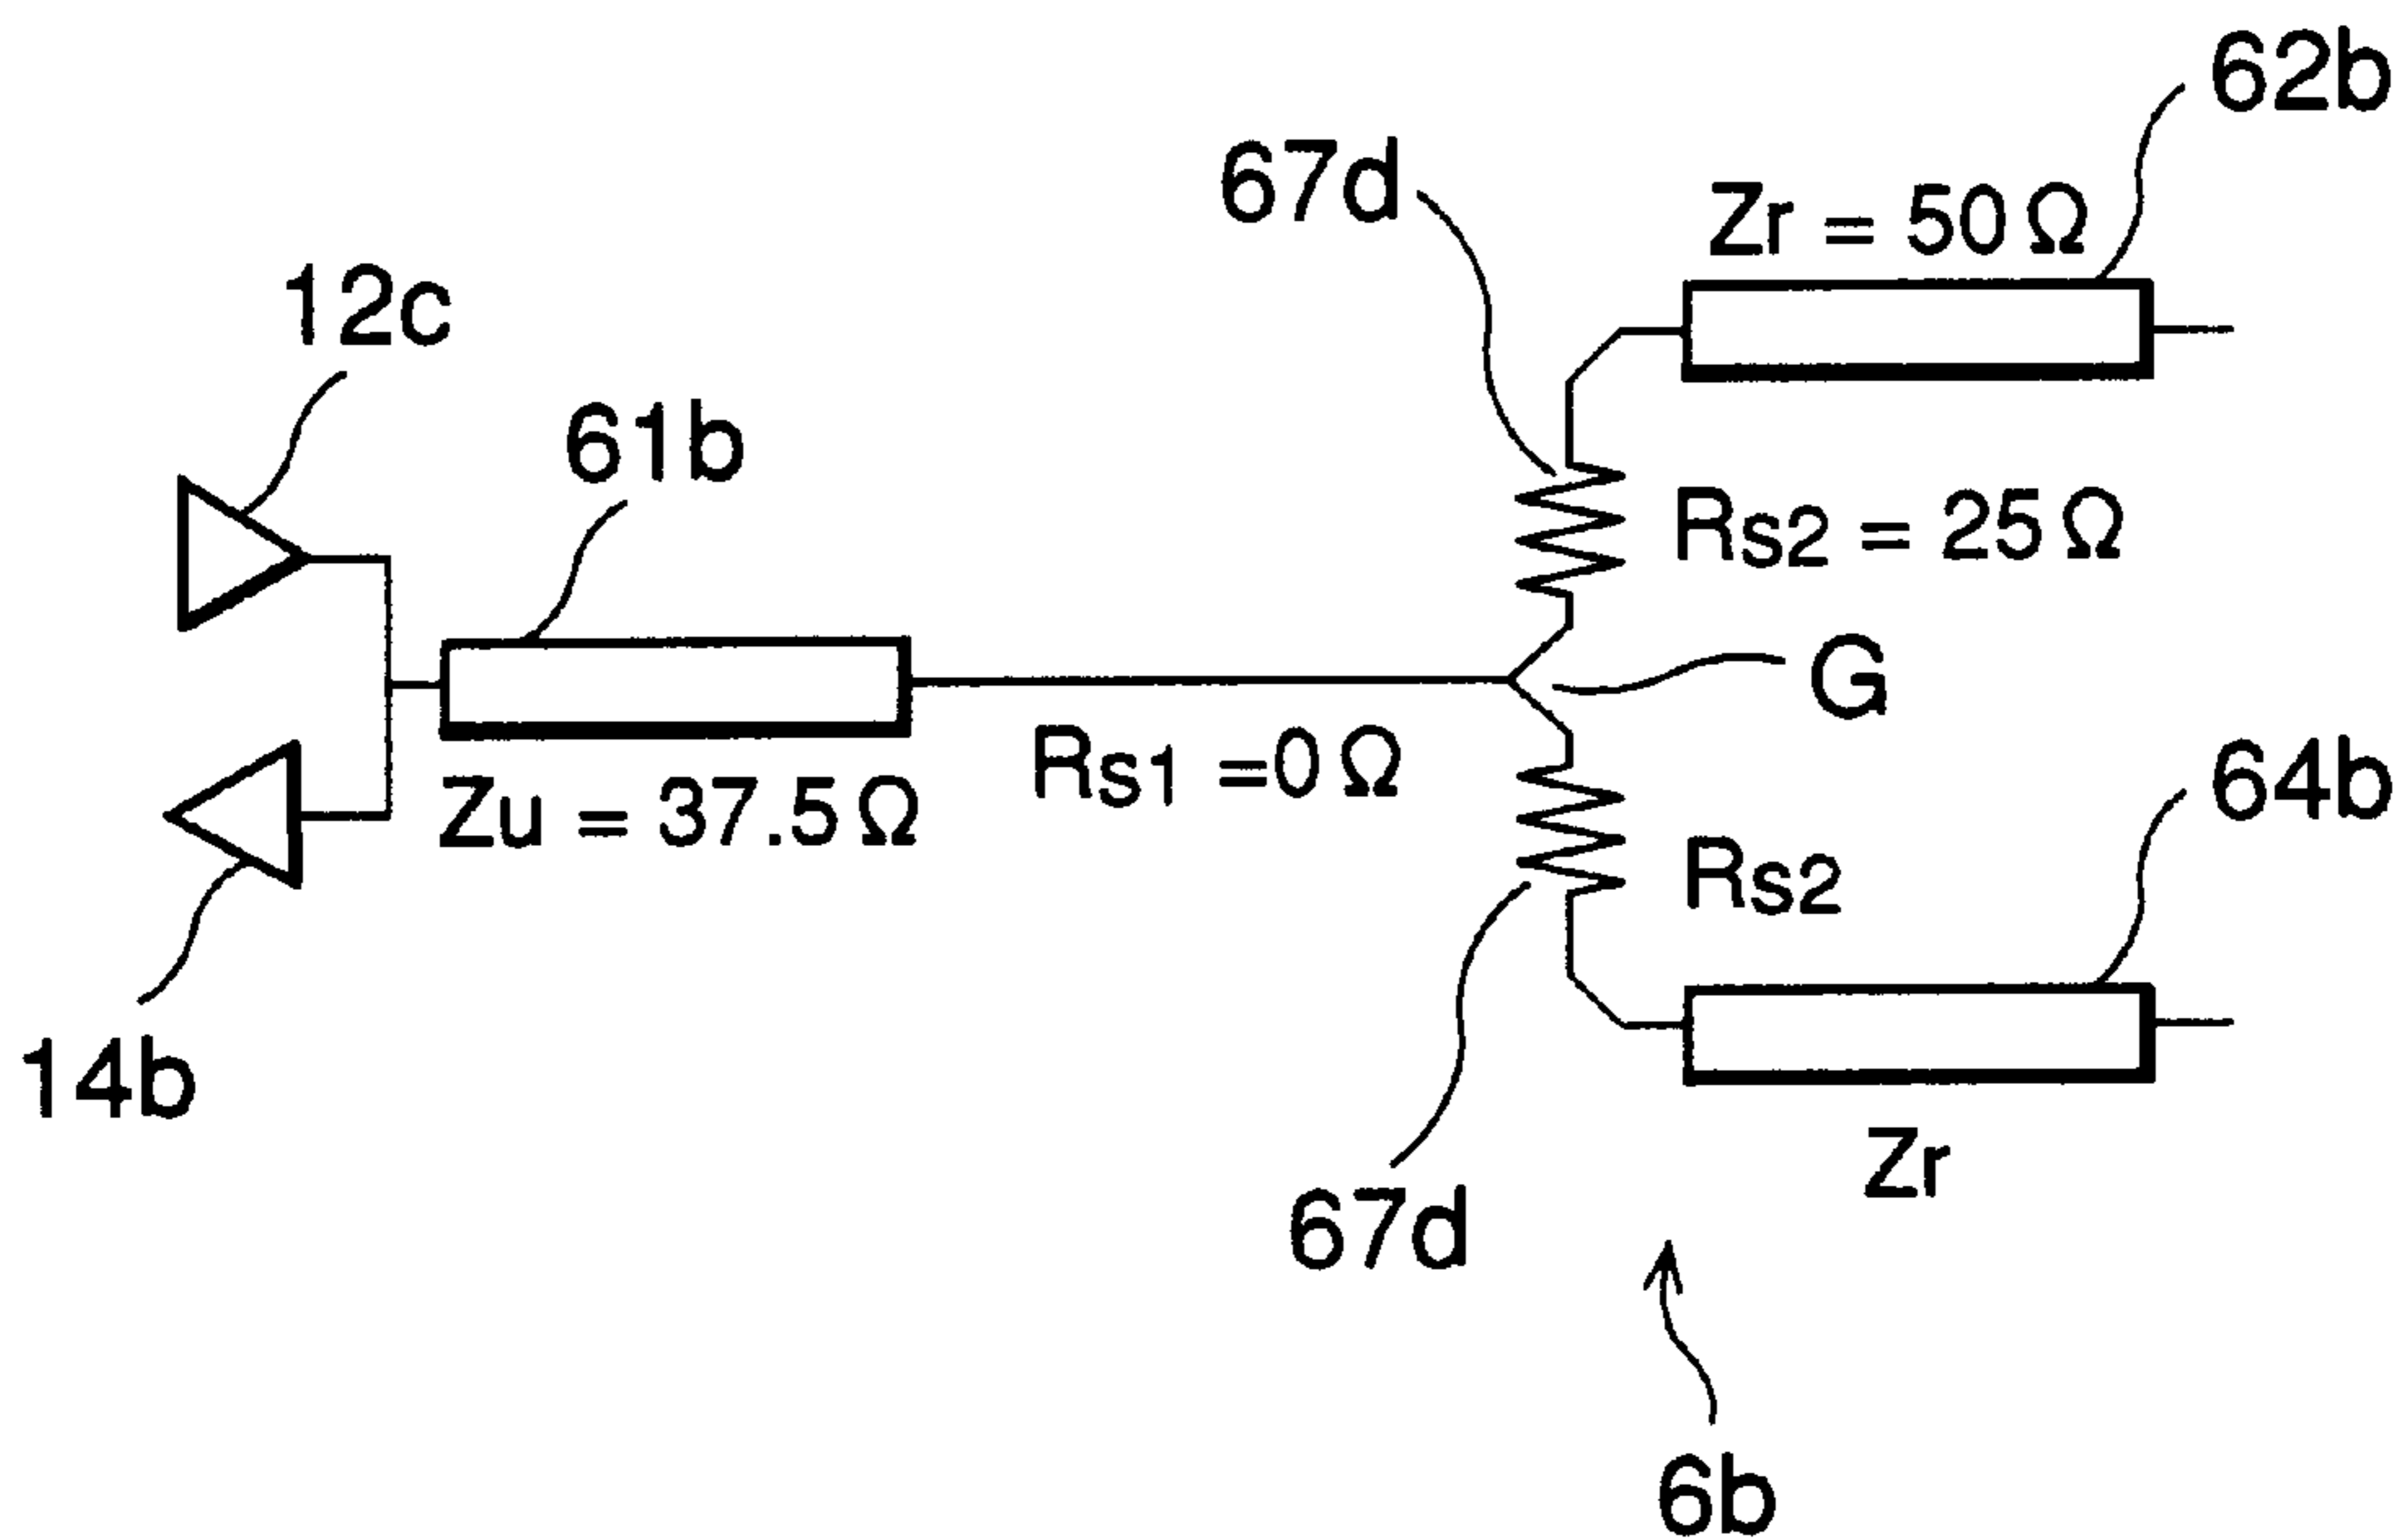 62b
67d
Zr = 50 Ω
12c
61b
Rs2 = 25 Ω
G
Rs1 =0 Ω
64b
Zu = 37.5 Ω
Rs2
14b
Zr
67d
6b